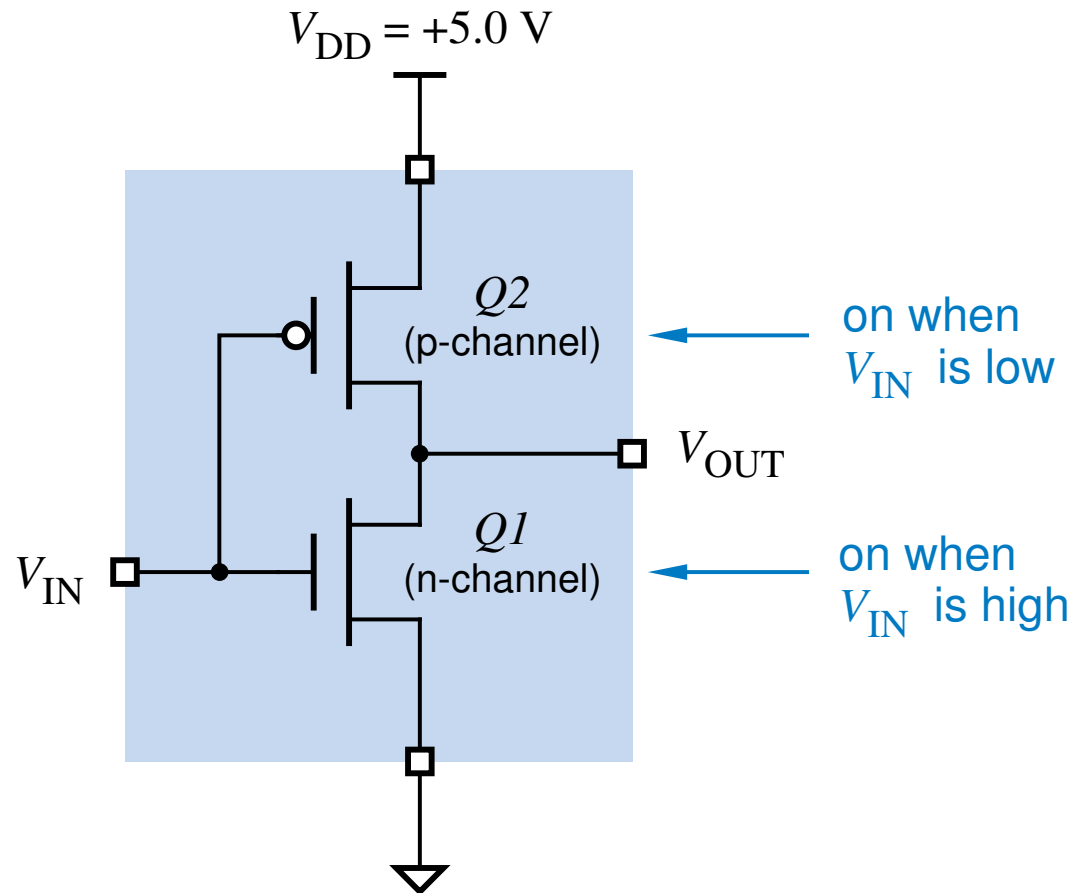 VDD = +5.0 V
Q2
(p-channel)
on when
VIN is low
VOUT
Q1
(n-channel)
VIN
on when
VIN is high